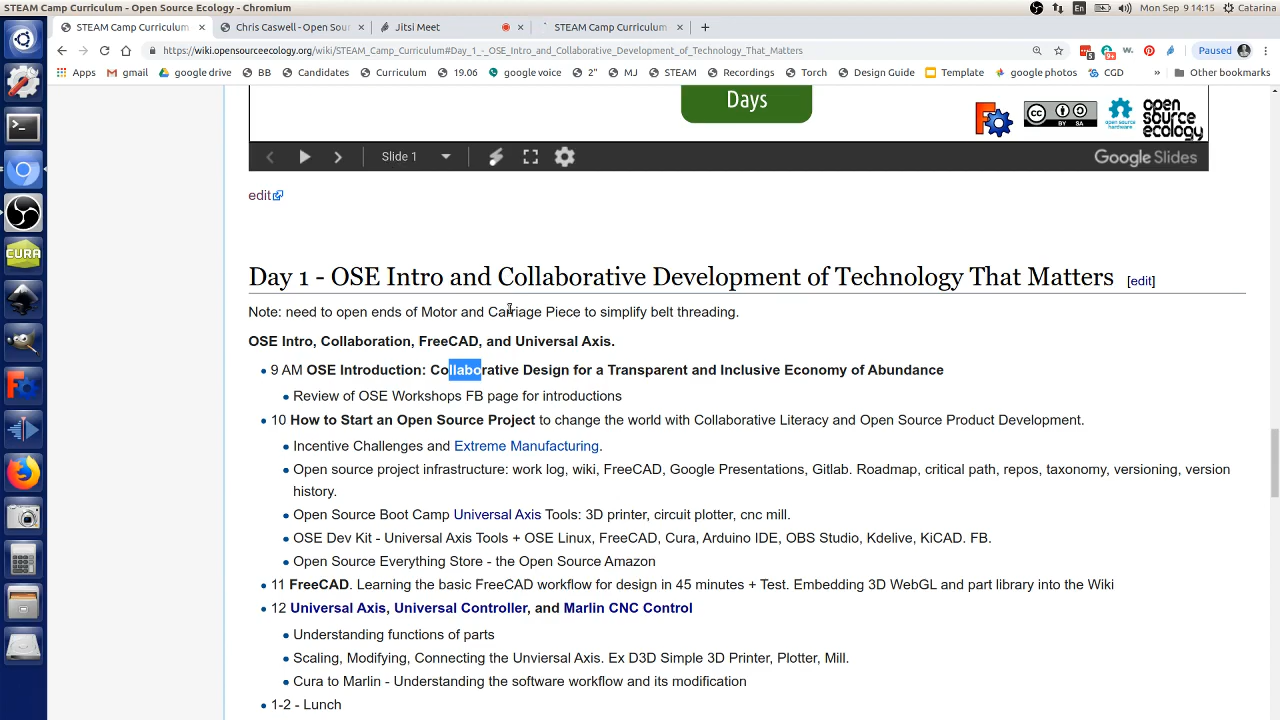 STEAM Camp Curriculum - Open Source Ecology - Chromium
En
Mon Sep 9 14:15
Catarina
STEAM Camp Curriculum
Chris Caswell - Open Sou
Jitsi Meet
STEAM Camp Curriculum
https://wiki.opensourceecology.org/wiki/STEAM_Camp_Curriculum#Day_1_-_OSE_Intro_and_Collaborative_Development_of_Technology_That_Matters
5
9+
W.
Paused
Apps
gmail
google drive
BB
Candidates
Curriculum
19.06
google voice
2"
MJ
STEAM
Recordings
Torch
Design Guide
Template
google photos
CGD
»
Other bookmarks
Days
CC BY SA
open source hardware
OPEN SOURCE ECOLOGY
Slide 1
Google Slides
edit
Day 1 - OSE Intro and Collaborative Development of Technology That Matters [edit]
Note: need to open ends of Motor and Carriage Piece to simplify belt threading.
OSE Intro, Collaboration, FreeCAD, and Universal Axis.
9 AM OSE Introduction: Collaborative Design for a Transparent and Inclusive Economy of Abundance
Review of OSE Workshops FB page for introductions
10 How to Start an Open Source Project to change the world with Collaborative Literacy and Open Source Product Development.
Incentive Challenges and Extreme Manufacturing.
Open source project infrastructure: work log, wiki, FreeCAD, Google Presentations, Gitlab. Roadmap, critical path, repos, taxonomy, versioning, version
history.
Open Source Boot Camp Universal Axis Tools: 3D printer, circuit plotter, cnc mill.
OSE Dev Kit - Universal Axis Tools + OSE Linux, FreeCAD, Cura, Arduino IDE, OBS Studio, Kdelive, KiCAD. FB.
Open Source Everything Store - the Open Source Amazon
11 FreeCAD. Learning the basic FreeCAD workflow for design in 45 minutes + Test. Embedding 3D WebGL and part library into the Wiki
12 Universal Axis, Universal Controller, and Marlin CNC Control
Understanding functions of parts
Scaling, Modifying, Connecting the Unviersal Axis. Ex D3D Simple 3D Printer, Plotter, Mill.
Cura to Marlin - Understanding the software workflow and its modification
1-2 - Lunch
CURA